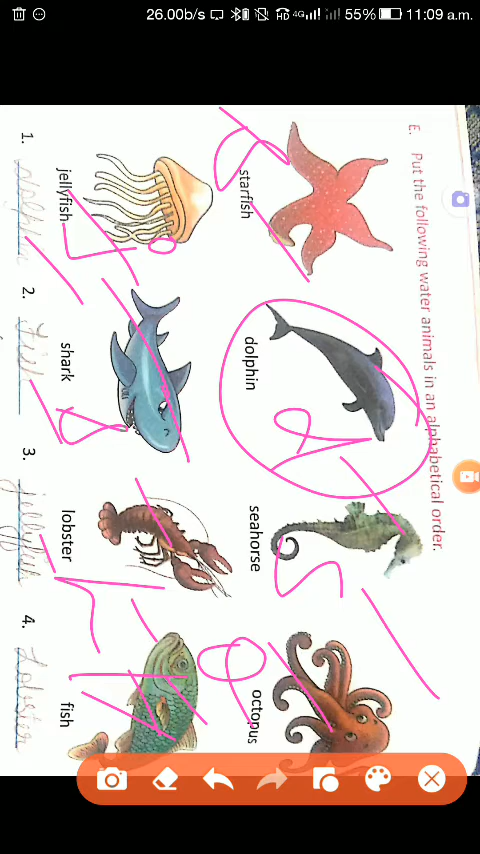 26.00b/s HD 4G 55% 11:09 a.m.
E. Put the following water animals in an alphabetical order.
starfish dolphin seahorse octopus
jellyfish shark lobster fish
1. dolphin 2. fish 3. jellyfish 4. Lobster